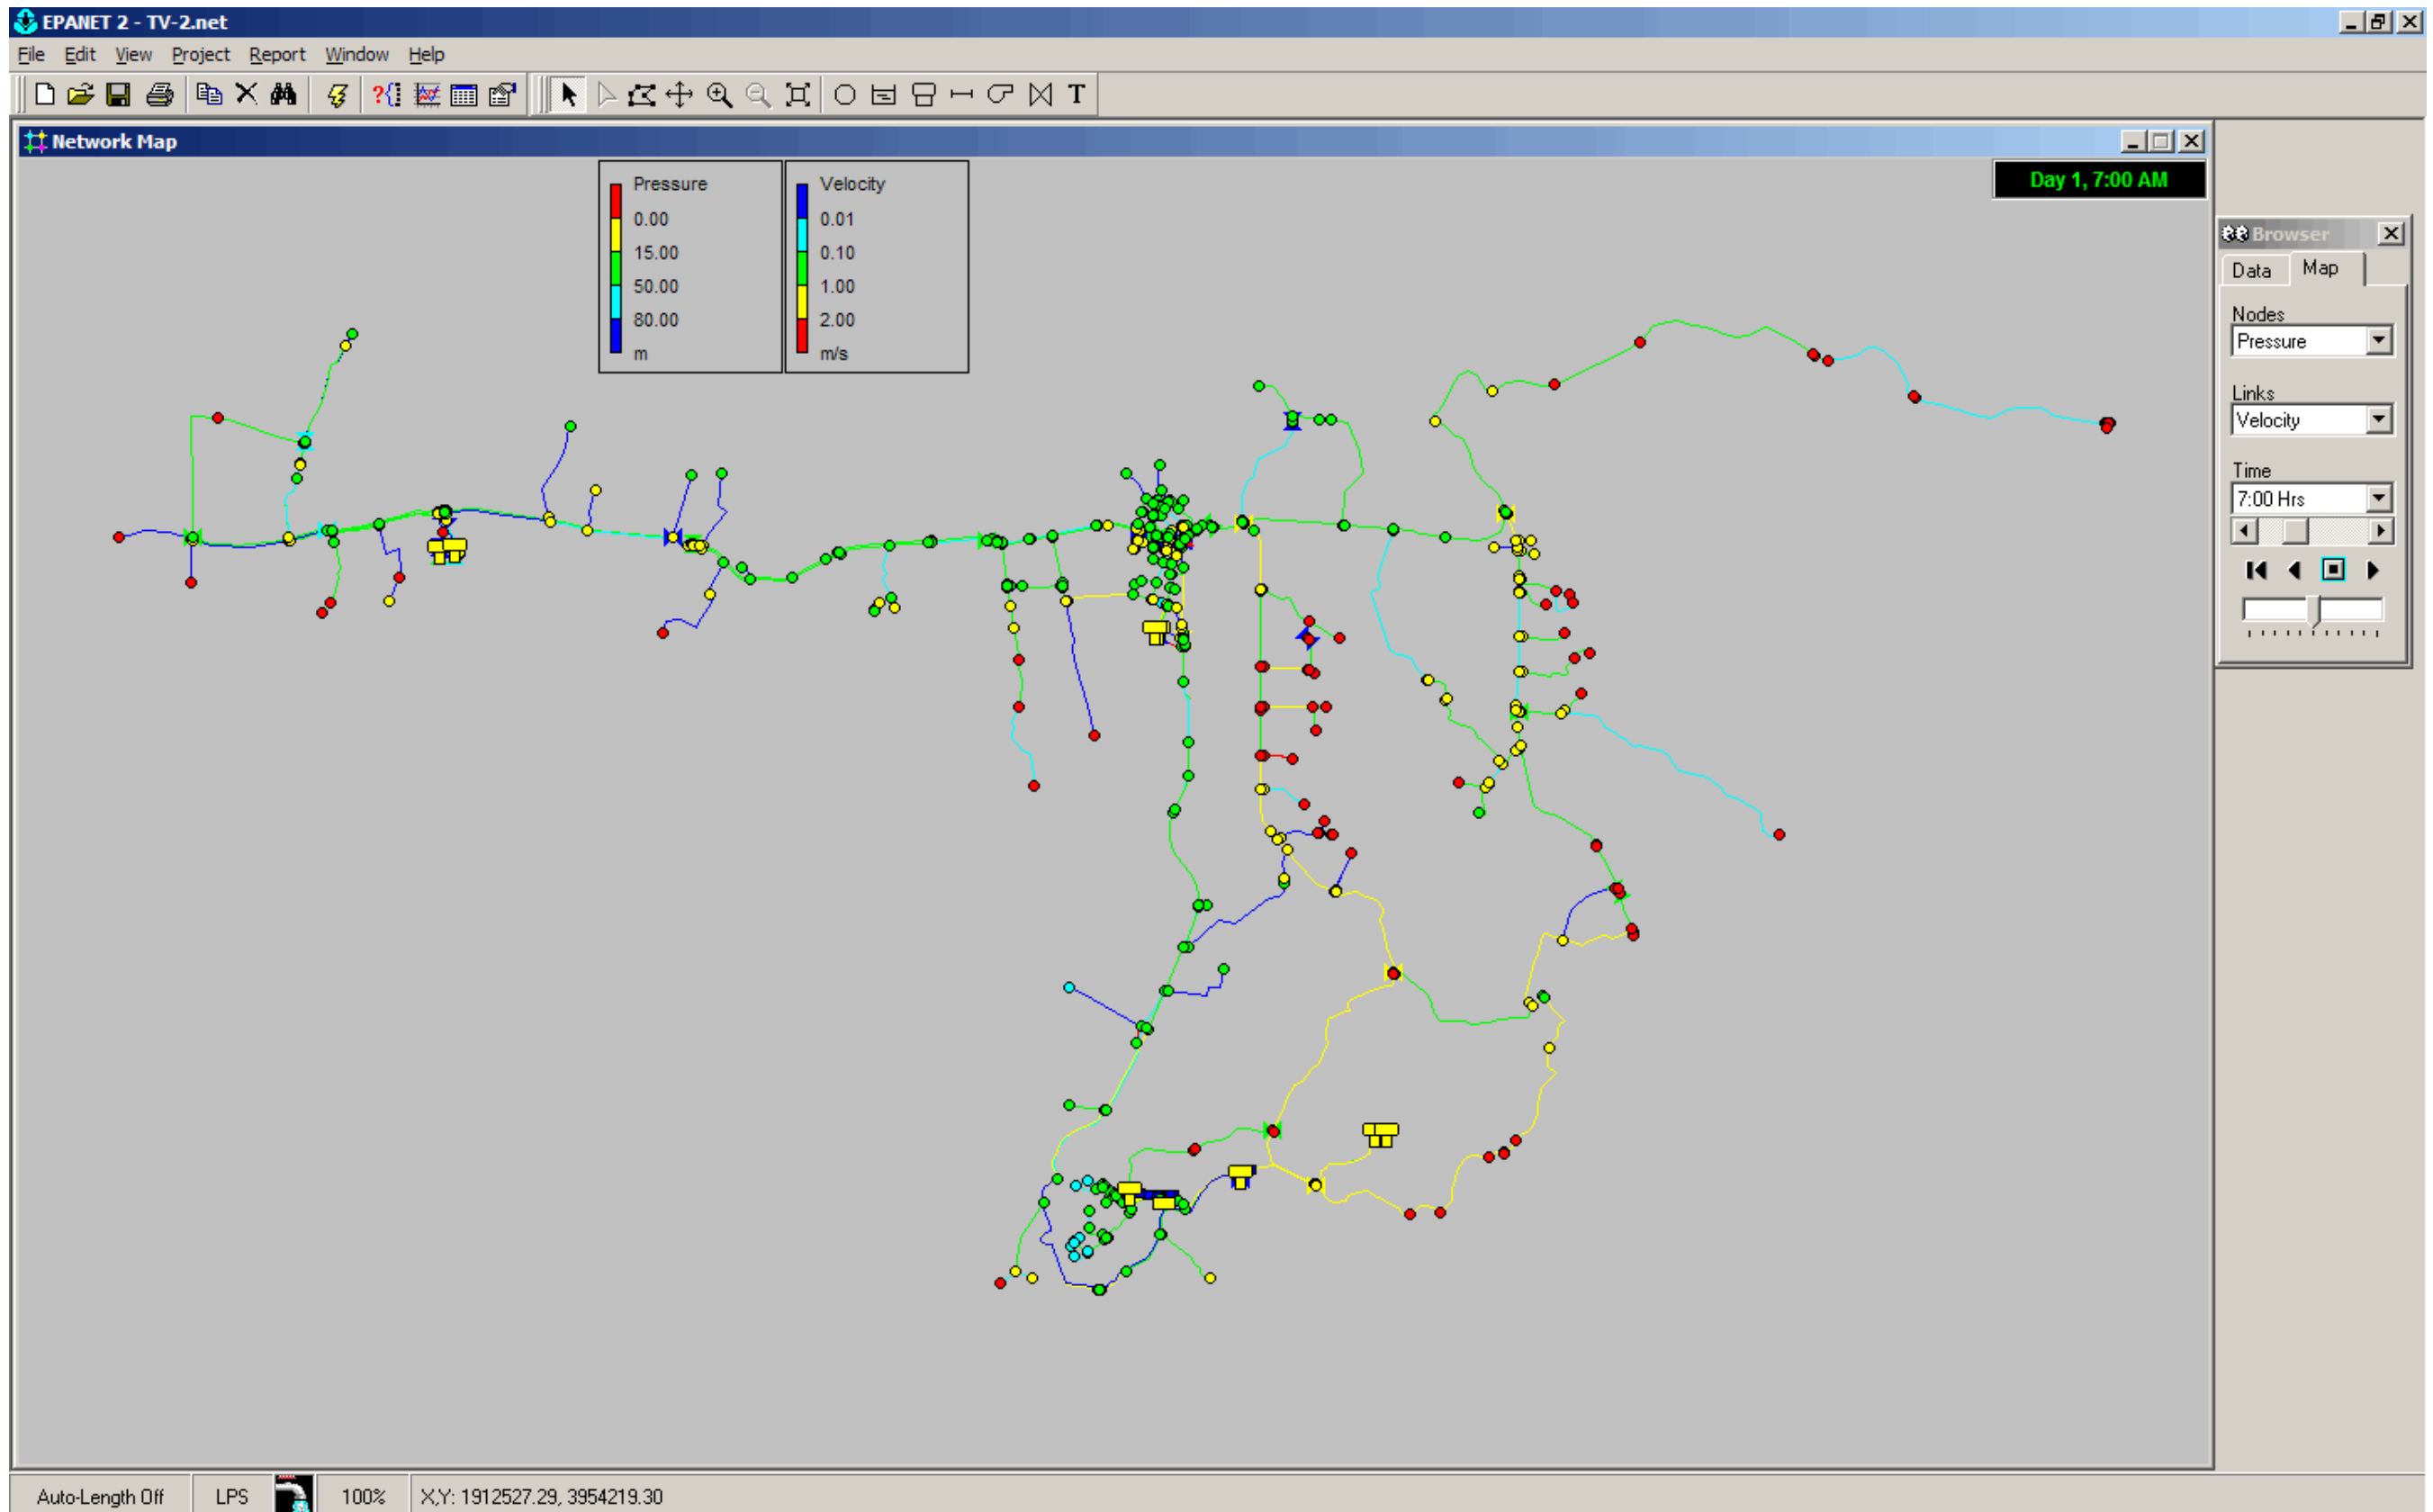 EPANET 2 - TV-2.net
File Edit View Project Report Window Help
T
Network Map
Pressure
0.00
15.00
50.00
80.00
m
Velocity
0.01
0.10
1.00
2.00
m/s
Day 1, 7:00 AM
Browser
Data Map
Nodes
Pressure
Links
Velocity
Time
7:00 Hrs
Auto-Length Off LPS 100% X,Y: 1912527.29, 3954219.30